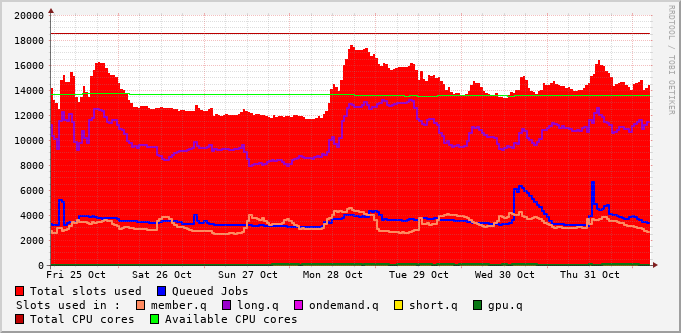 RRDTOOL / TOBI OETIKER
20000
18000
16000
14000
12000
10000
8000
6000
4000
2000
0
Fri 25 Oct Sat 26 Oct Sun 27 Oct Mon 28 Oct Tue 29 Oct Wed 30 Oct Thu 31 Oct
Total slots used Queued Jobs
Slots used in : member.q long.q ondemand.q short.q gpu.q
Total CPU cores Available CPU cores